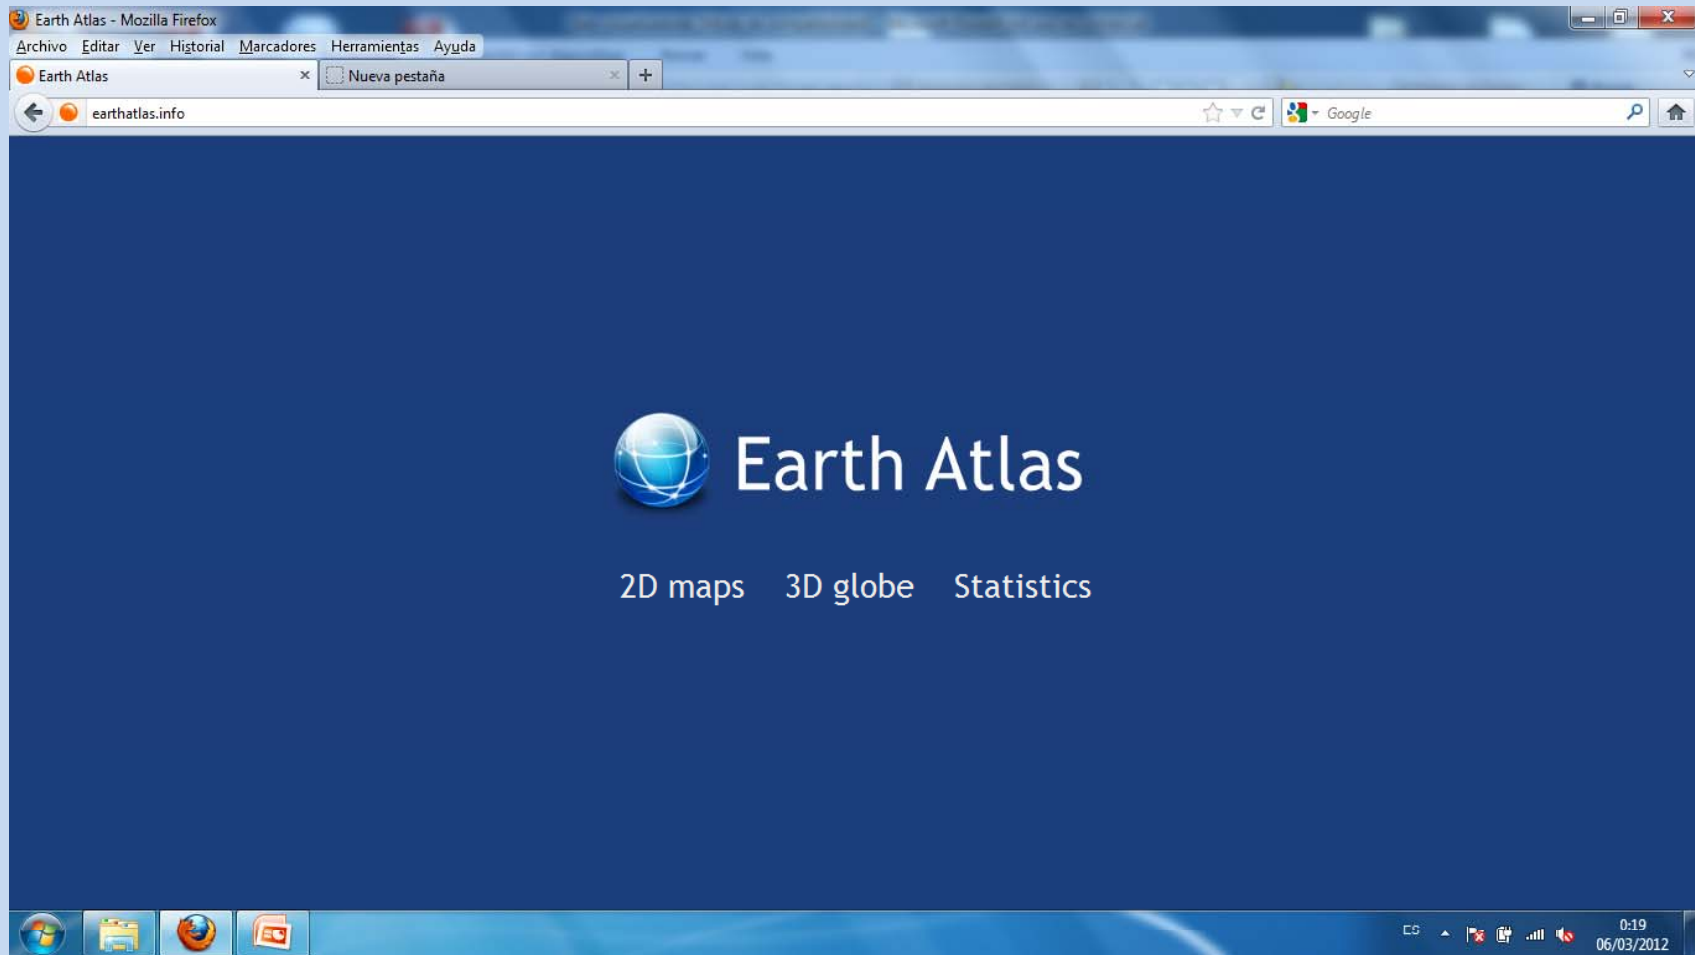 Earth Atlas - Mozilla Firefox
Archivo Editar Ver Historial Marcadores Herramientas Ayuda
Earth Atlas
Nueva pestaña
earthatlas.info
Google
Earth Atlas
2D maps 3D globe Statistics
ES
0:19
06/03/2012